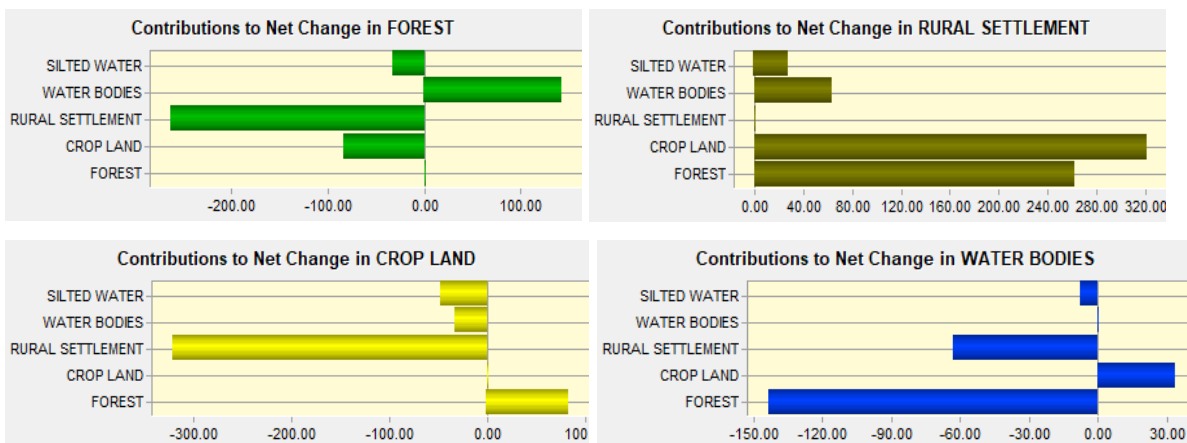 Contributions to Net Change in FOREST
SILTED WATER
WATER BODIES
RURAL SETTLEMENT
CROP LAND
FOREST
-200.00 -100.00 0.00 100.00
Contributions to Net Change in RURAL SETTLEMENT
SILTED WATER
WATER BODIES
RURAL SETTLEMENT
CROP LAND
FOREST
0.00 40.00 80.00 120.00 160.00 200.00 240.00 280.00 320.00
Contributions to Net Change in CROP LAND
SILTED WATER
WATER BODIES
RURAL SETTLEMENT
CROP LAND
FOREST
-300.00 -200.00 -100.00 0.00 100
Contributions to Net Change in WATER BODIES
SILTED WATER
WATER BODIES
RURAL SETTLEMENT
CROP LAND
FOREST
-150.00 -120.00 -90.00 -60.00 -30.00 0.00 30.00